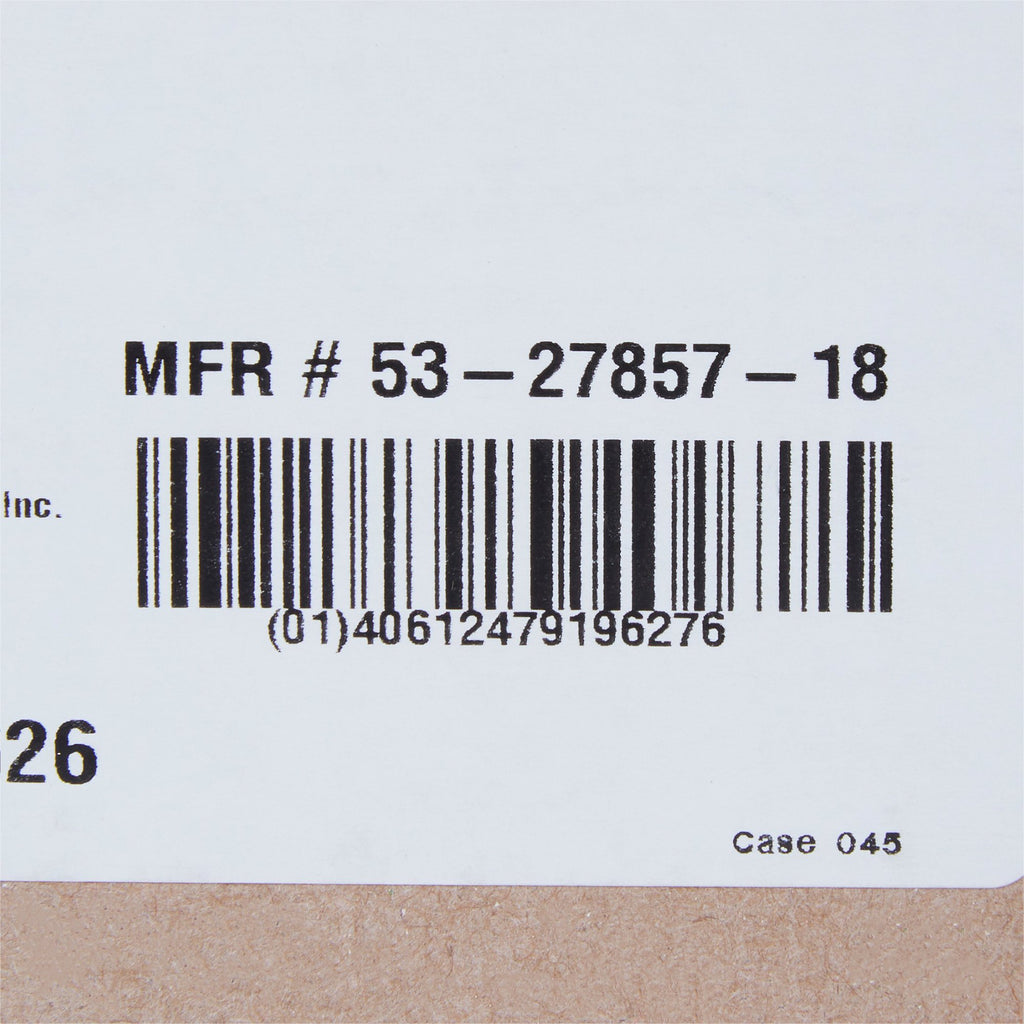 MFR # 53-27857-18
Inc.
(01)40612479196276
26
Case 045